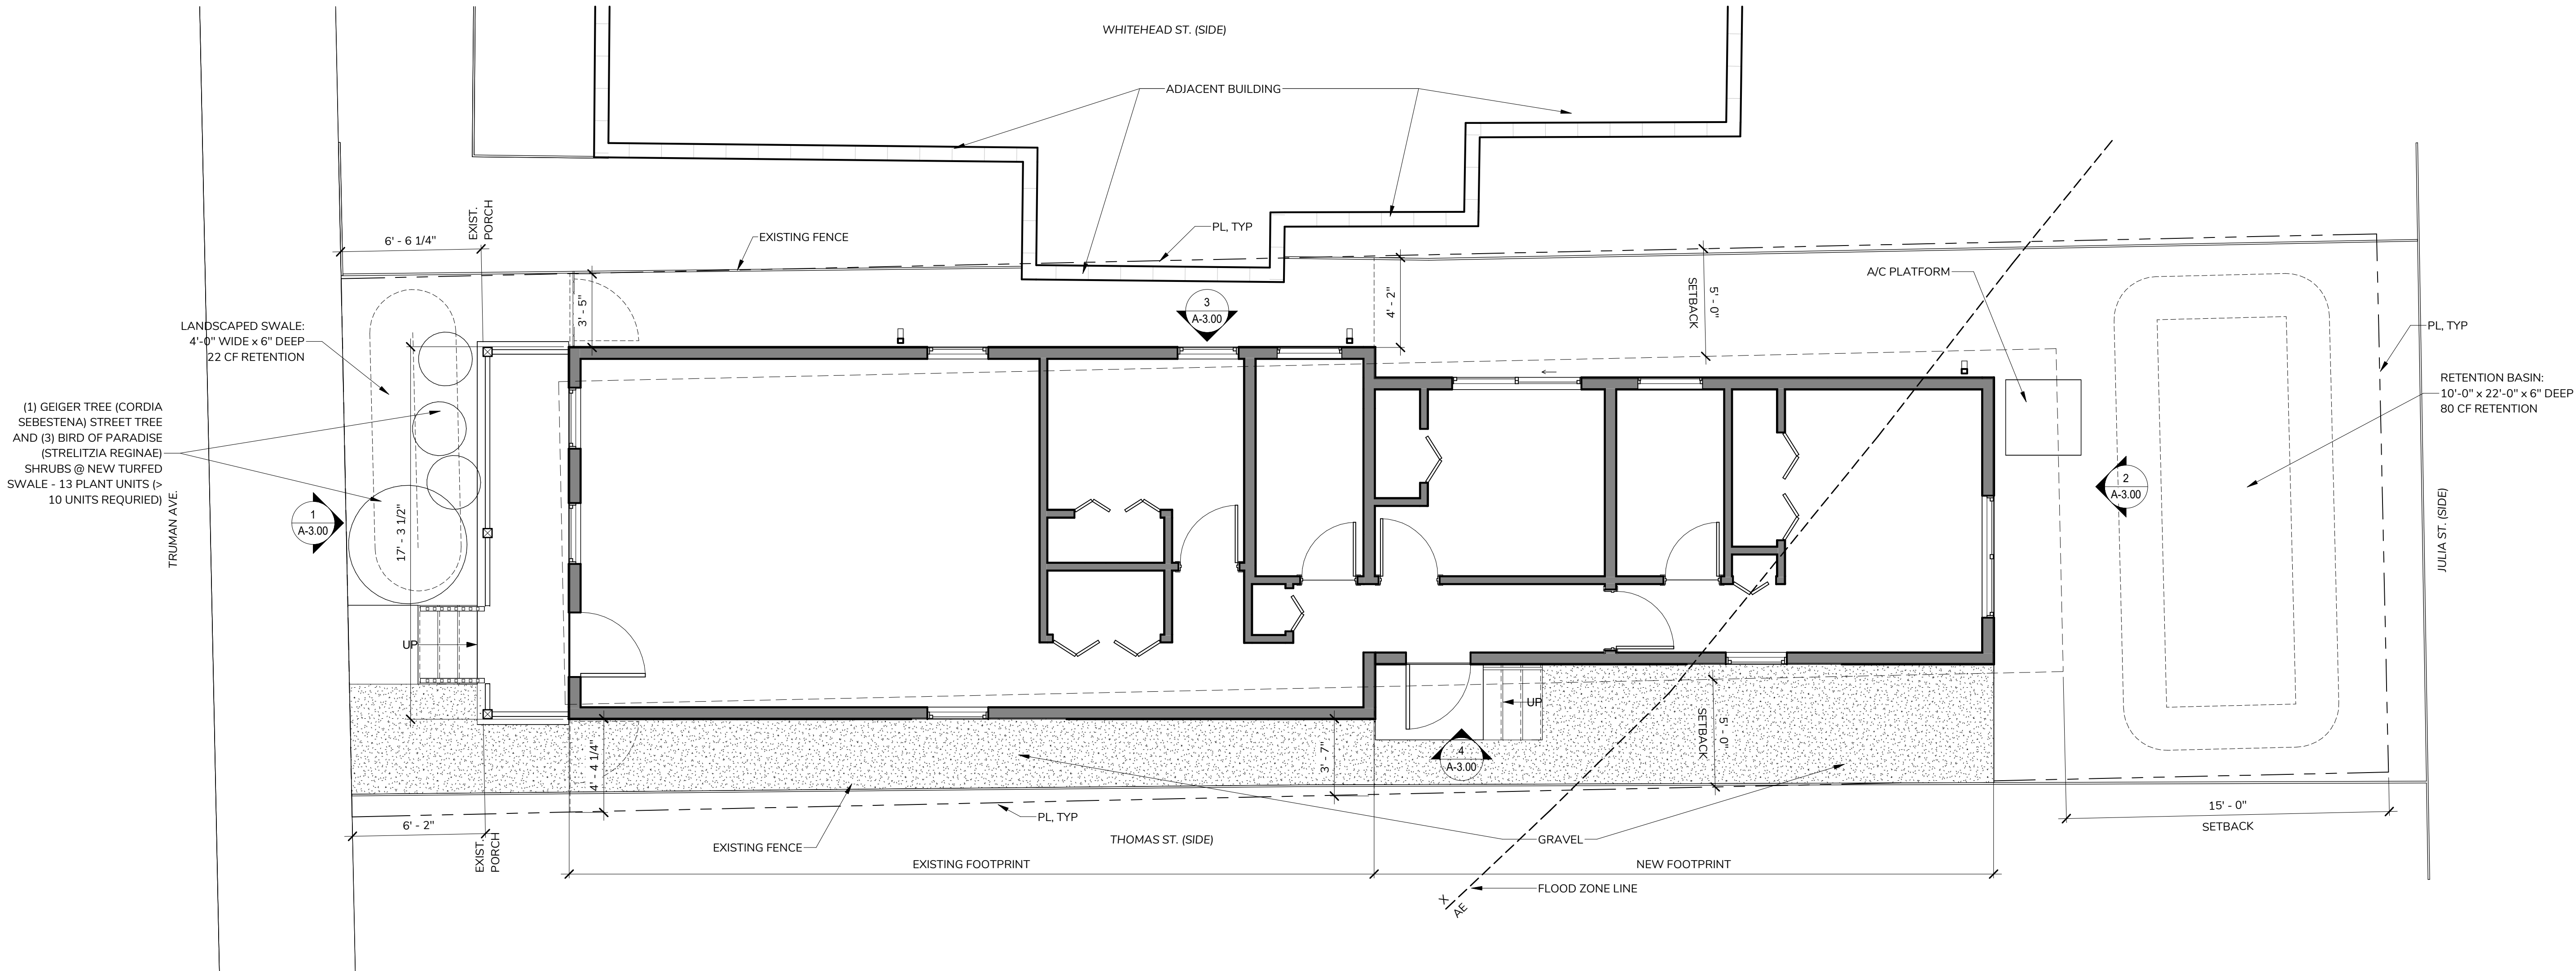 WHITEHEAD ST. (SIDE)
ADJACENT BUILDING
EXIST.
PORCH
6' - 6 1/4"
EXISTING FENCE
PL, TYP
3' - 5"
4' - 2"
5' - 0"
SETBACK
A/C PLATFORM
3
A-3.00
LANDSCAPED SWALE:
4'-0" WIDE x 6" DEEP
22 CF RETENTION
PL, TYP
RETENTION BASIN:
10'-0" x 22'-0" x 6" DEEP
80 CF RETENTION
(1) GEIGER TREE (CORDIA
SEBESTENA) STREET TREE
AND (3) BIRD OF PARADISE
(STRELITZIA REGINAE)
SHRUBS @ NEW TURFED
SWALE - 13 PLANT UNITS (>
10 UNITS REQURIED)
TRUMAN AVE.
1
A-3.00
17' - 3 1/2"
2
A-3.00
JULIA ST. (SIDE)
UP
UP
4' - 4 1/4"
3' - 7"
4
A-3.00
5' - 0"
SETBACK
6' - 2"
EXIST.
PORCH
PL, TYP
THOMAS ST. (SIDE)
EXISTING FENCE
GRAVEL
15' - 0"
SETBACK
EXISTING FOOTPRINT
NEW FOOTPRINT
FLOOD ZONE LINE
X
AE